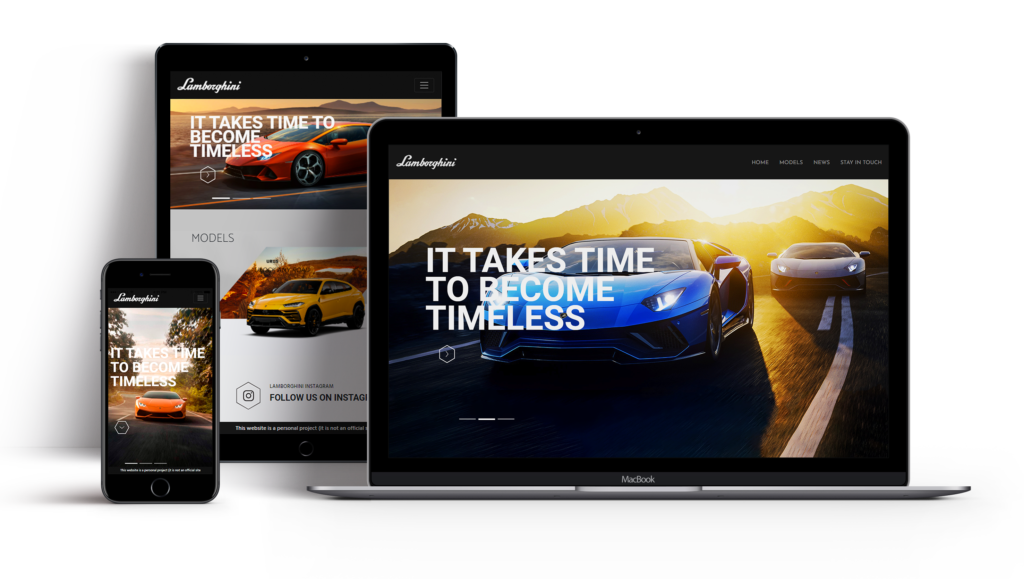 Lamborghini
IT TAKES TIME TO
BECOME
TIMELESS
MODELS
URUS
LAMBORGHINI INSTAGRAM
FOLLOW US ON INSTAG
This website is a personal project (it is not an official
Lamborghini
HOME MODELS NEWS STAY IN TOUCH
IT TAKES TIME
TO BECOME
TIMELESS
MacBook
Lamborghini
IT TAKES TIME
TO BECOME
TIMELESS
This website is a personal project (it is not an official site